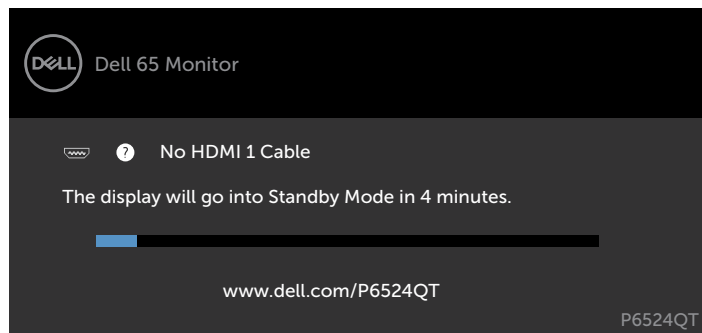 DELL Dell 65 Monitor
? No HDMI 1 Cable
The display will go into Standby Mode in 4 minutes.
www.dell.com/P6524QT
P6524QT